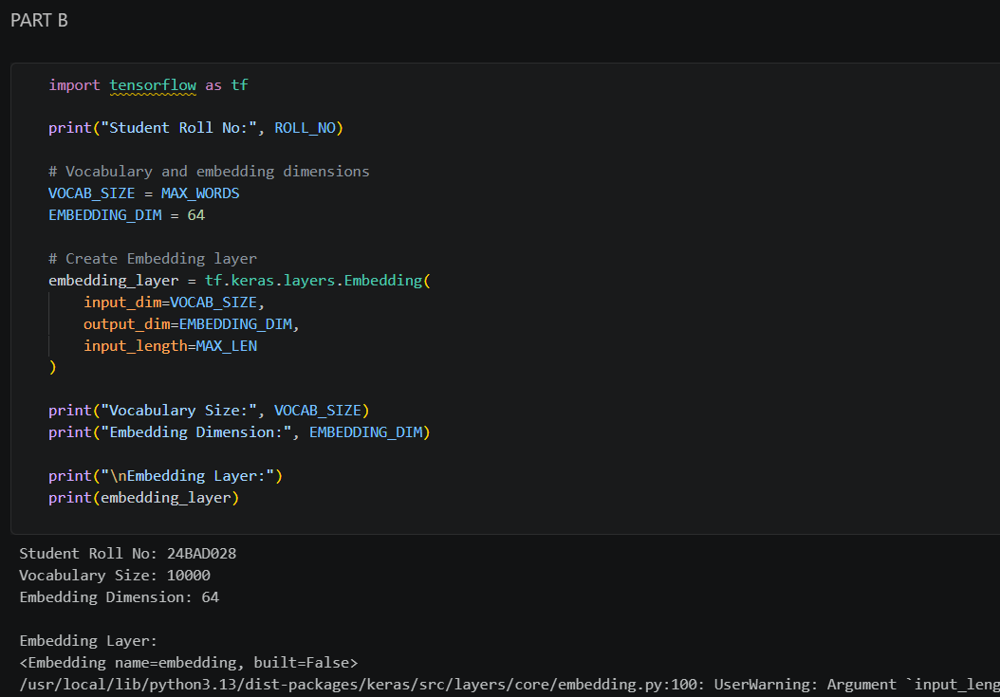 PART B
import tensorflow as tf
print("Student Roll No:", ROLL_NO)
# Vocabulary and embedding dimensions
VOCAB_SIZE = MAX_WORDS
EMBEDDING_DIM = 64
# Create Embedding layer
embedding_layer = tf.keras.layers.Embedding(
    input_dim=VOCAB_SIZE,
    output_dim=EMBEDDING_DIM,
    input_length=MAX_LEN
)
print("Vocabulary Size:", VOCAB_SIZE)
print("Embedding Dimension:", EMBEDDING_DIM)
print("\nEmbedding Layer:")
print(embedding_layer)
Student Roll No: 24BAD028
Vocabulary Size: 10000
Embedding Dimension: 64
Embedding Layer:
<Embedding name=embedding, built=False>
/usr/local/lib/python3.13/dist-packages/keras/src/layers/core/embedding.py:100: UserWarning: Argument `input_leng